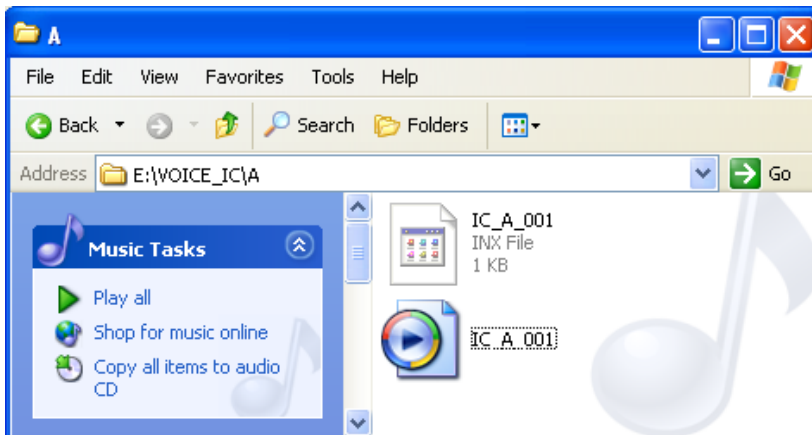 A
File Edit View Favorites Tools Help
Back Search Folders
Address E:\VOICE_IC\A Go
Music Tasks
Play all
Shop for music online
Copy all items to audio
CD
IC_A_001
INX File
1 KB
IC_A_001